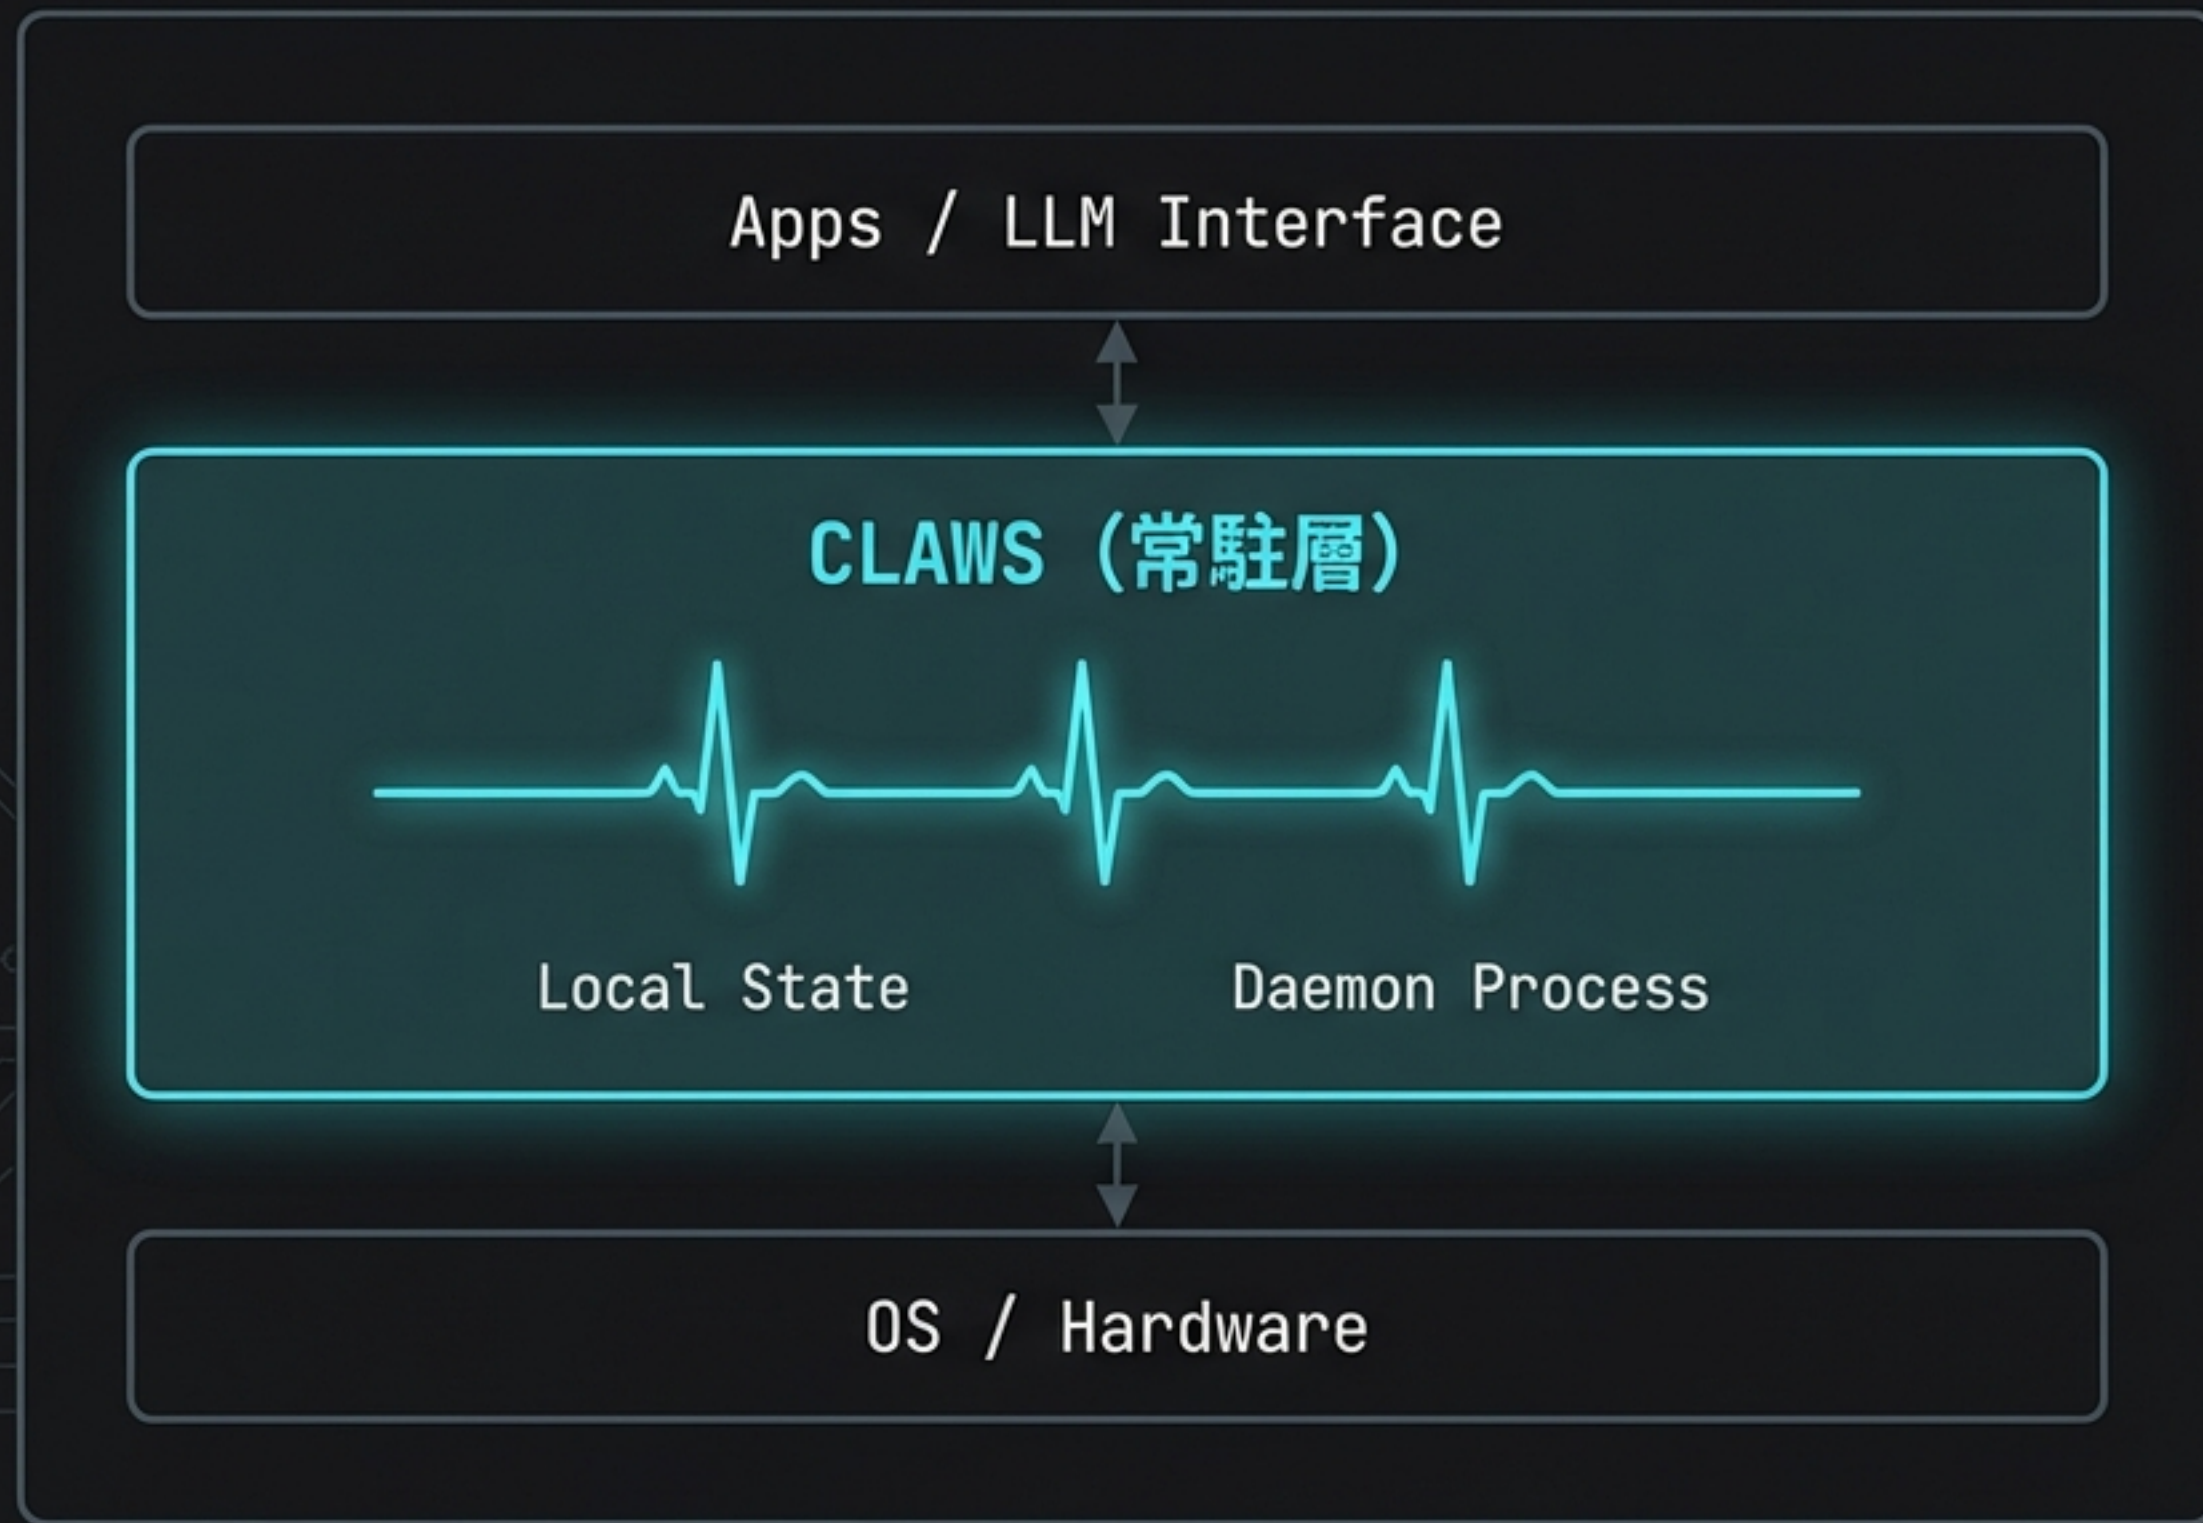 Apps / LLM Interface
CLAWS (常駐層)
Local State
Daemon Process
OS / Hardware